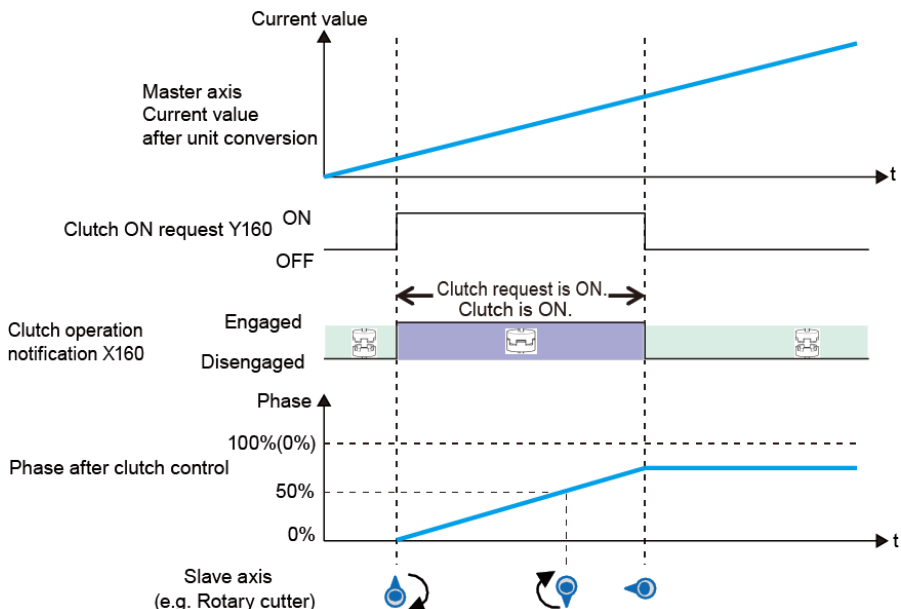 Current value
Master axis
Current value
after unit conversion
t
Clutch ON request Y160
ON
OFF
Clutch request is ON.
Clutch is ON.
Clutch operation
notification X160
Engaged
Disengaged
Phase
100%(0%)
Phase after clutch control
50%
0%
t
Slave axis
(e.g. Rotary cutter)